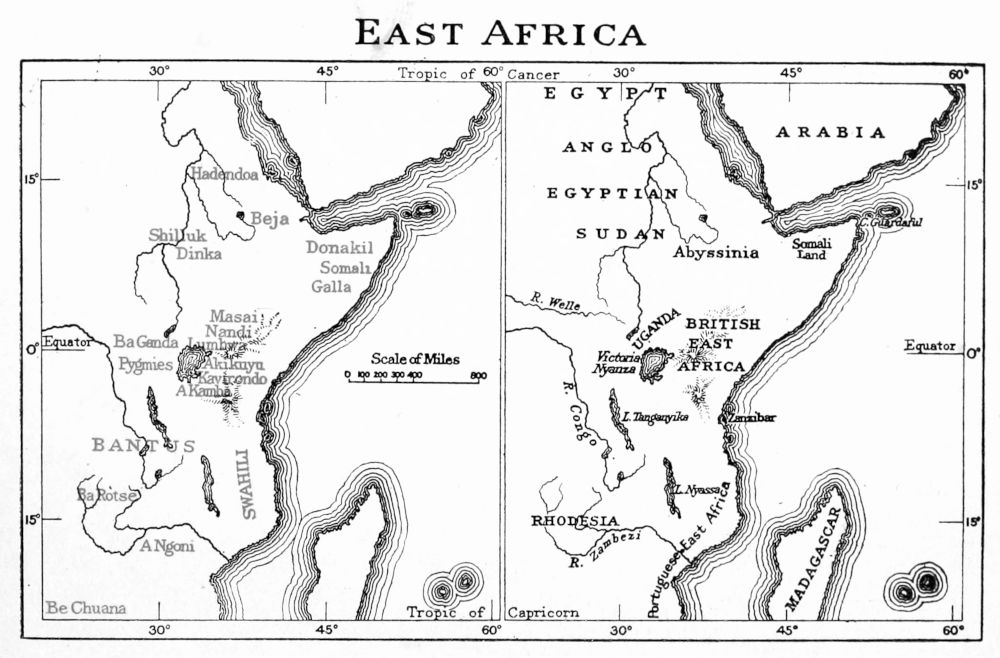 EAST AFRICA
30°
45°
Tropic of
60°
Cancer
30°
45°
60°
15°
Hadendoa
Beja
Shilluk
Dinka
Donakil
Somali
Galla
Masai
Nandi
Lumbwa
Equator
Ba Ganda
0°
Pygmies
Akikuyu
Kavirondo
A Kamba
Scale of Miles
0 100 200 300 400 800
BANTUS
SWAHILI
Ba Rotse
15°
A Ngoni
Be Chuana
Tropic of
30°
45°
60°
EGYPT
ARABIA
ANGLO
EGYPTIAN
15°
SUDAN
C. Guardaful
Abyssinia
Somali
Land
R. Welle
UGANDA
BRITISH
EAST
AFRICA
Equator
0°
Victoria
Nyanza
R. Congo
L. Tanganyika
Zanzibar
L. Nyassa
RHODESIA
15°
R. Zambezi
Portuguese East Africa
MADAGASCAR
Capricorn
30°
45°
60°